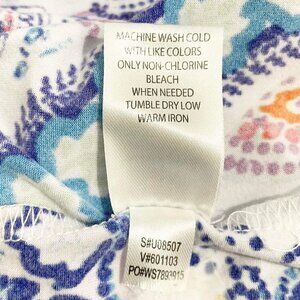 MACHINE WASH COLD
WITH LIKE COLORS
ONLY NON-CHLORINE
BLEACH
WHEN NEEDED
TUMBLE DRY LOW
WARM IRON
S#U08507
V#601103
PO#WS7893915